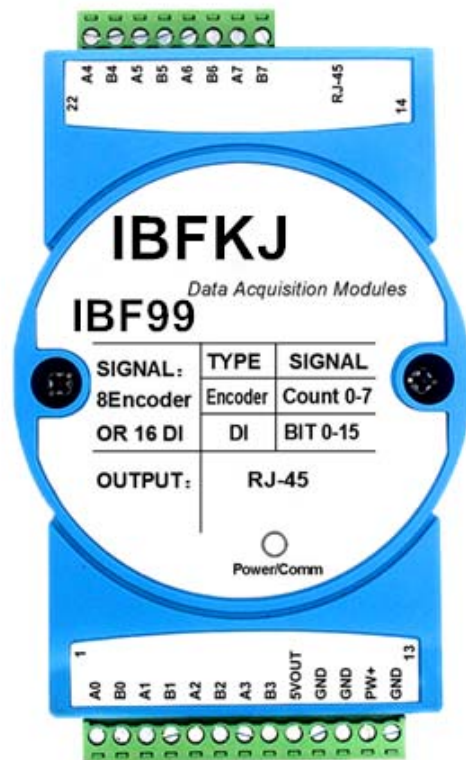 A4 B4 A5 B5 A6 B6 A7 B7 RJ-45
22 14
IBFKJ
Data Acquisition Modules
IBF99
SIGNAL： TYPE SIGNAL
8Encoder Encoder Count 0-7
OR 16 DI DI BIT 0-15
OUTPUT： RJ-45
Power/Comm
1 13
A0 B0 A1 B1 A2 B2 A3 B3 5VOUT GND GND PW+ GND